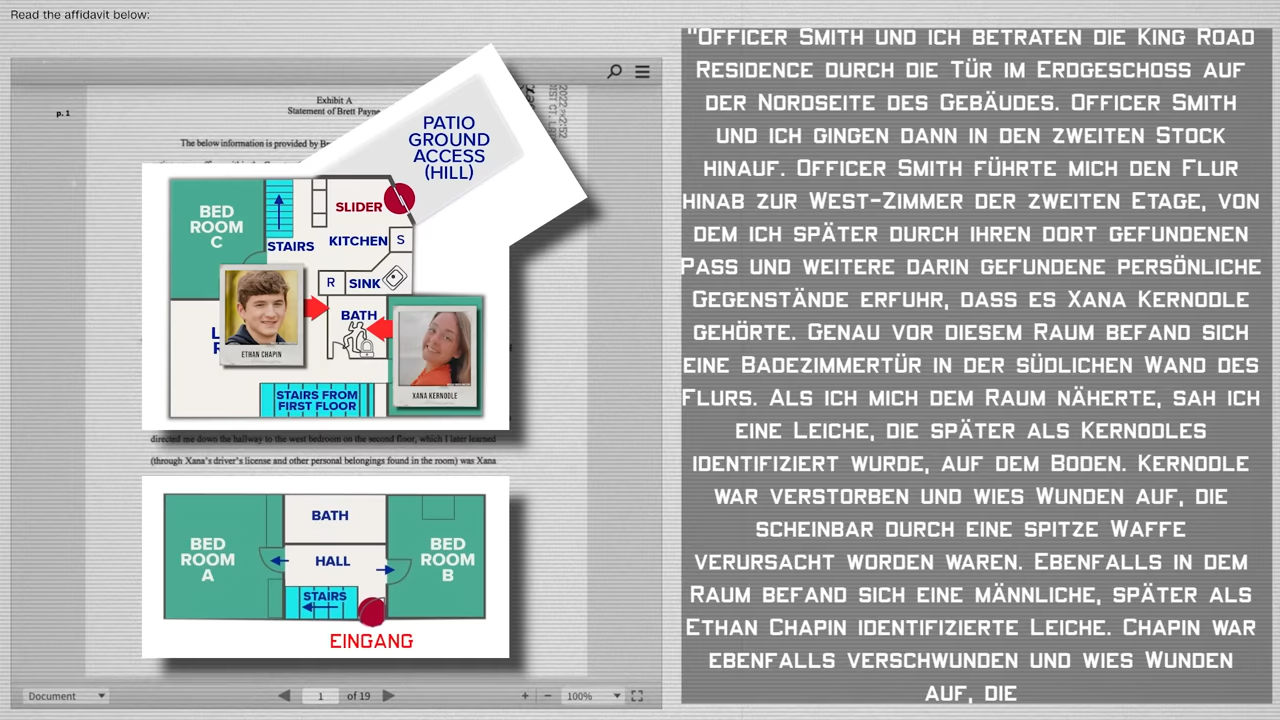 Read the affidavit below:
p. 1
Exhibit A
Statement of Brett Payne
The below information is provided by
PATIO
GROUND
ACCESS
(HILL)
BED
ROOM
C
STAIRS
SLIDER
KITCHEN
S
R
SINK
BATH
ETHAN CHAPIN
XANA KERNODLE
STAIRS FROM
FIRST FLOOR
directed me down the hallway to the west bedroom on the second floor, which I later learned
(through Xana's driver's license and other personal belongings found in the room) was Xana
BED
ROOM
A
BATH
HALL
STAIRS
BED
ROOM
B
EINGANG
Document
1
of 19
+
−
100%
"Officer Smith und ich betraten die King Road
Residence durch die Tür im Erdgeschoss auf
der Nordseite des Gebäudes. Officer Smith
und ich gingen dann in den zweiten Stock
hinauf. Officer Smith führte mich den Flur
hinab zur West-Zimmer der zweiten Etage, von
dem ich später durch ihren dort gefundenen
Pass und weitere darin gefundene persönliche
Gegenstände erfuhr, dass es Xana Kernodle
gehörte. Genau vor diesem Raum befand sich
eine Badezimmertür in der südlichen Wand des
Flurs. Als ich mich dem Raum näherte, sah ich
eine Leiche, die später als Kernodles
identifiziert wurde, auf dem Boden. Kernodle
war verstorben und wies Wunden auf, die
scheinbar durch eine spitze Waffe
verursacht worden waren. Ebenfalls in dem
Raum befand sich eine männliche, später als
Ethan Chapin identifizierte Leiche. Chapin war
ebenfalls verschwunden und wies Wunden
auf, die